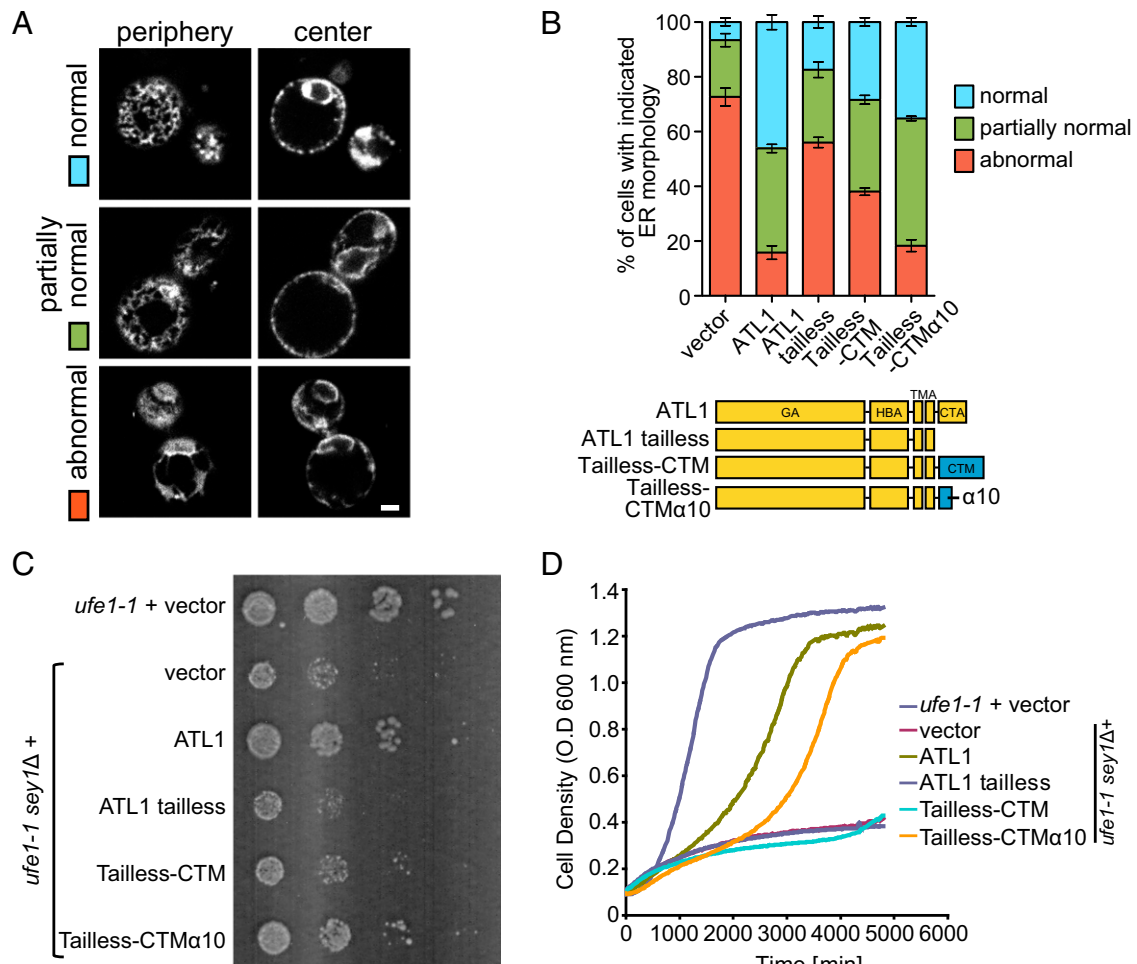 A
periphery
center
normal
partially
normal
abnormal
B
% of cells with indicated
ER morphology
100
80
60
40
20
0
vector
ATL1
ATL1
tailless
Tailless
-CTM
Tailless
-CTMα10
normal
partially normal
abnormal
TMA
ATL1
GA
HBA
CTA
ATL1 tailless
Tailless-CTM
CTM
Tailless-
CTMα10
α10
C
ufe1-1 + vector
ufe1-1 sey1Δ +
vector
ATL1
ATL1 tailless
Tailless-CTM
Tailless-CTMα10
D
Cell Density (O.D 600 nm)
1.4
1.2
1.0
0.8
0.6
0.4
0.2
0
0 1000 2000 3000 4000 5000 6000
Time [min]
ufe1-1 + vector
vector
ATL1
ATL1 tailless
Tailless-CTM
Tailless-CTMα10
ufe1-1 sey1Δ+